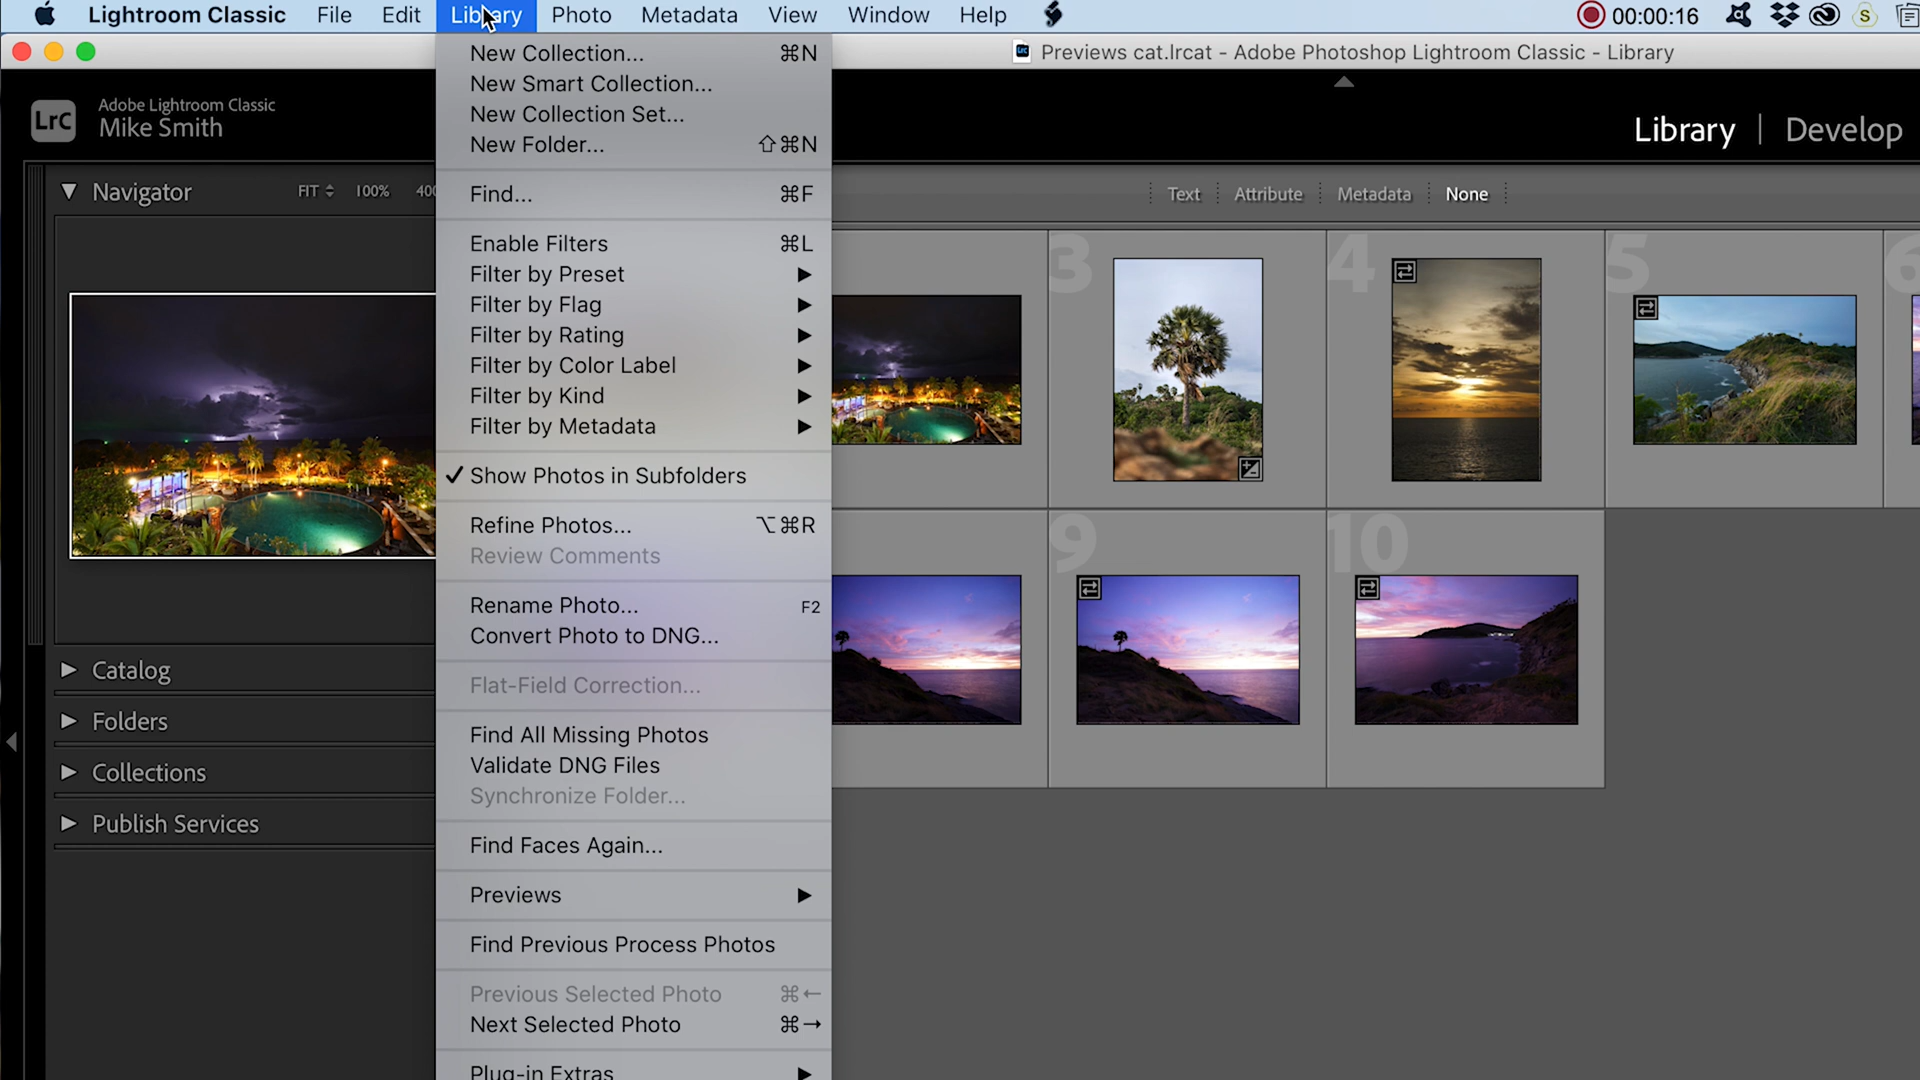 Lightroom Classic File Edit Library Photo Metadata View Window Help 00:00:16
Previews cat.lrcat - Adobe Photoshop Lightroom Classic - Library
LrC
Adobe Lightroom Classic
Mike Smith
Library | Develop
Navigator FIT 100%
Text Attribute Metadata None
New Collection... ⌘N
New Smart Collection...
New Collection Set...
New Folder... ⇧⌘N
Find... ⌘F
Enable Filters ⌘L
Filter by Preset
Filter by Flag
Filter by Rating
Filter by Color Label
Filter by Kind
Filter by Metadata
✓ Show Photos in Subfolders
Refine Photos... ⌥⌘R
Review Comments
Rename Photo... F2
Convert Photo to DNG...
Flat-Field Correction...
Find All Missing Photos
Validate DNG Files
Synchronize Folder...
Find Faces Again...
Previews
Find Previous Process Photos
Previous Selected Photo ⌘←
Next Selected Photo ⌘→
Plug-in Extras
3 4 5 6
9 10
Catalog
Folders
Collections
Publish Services